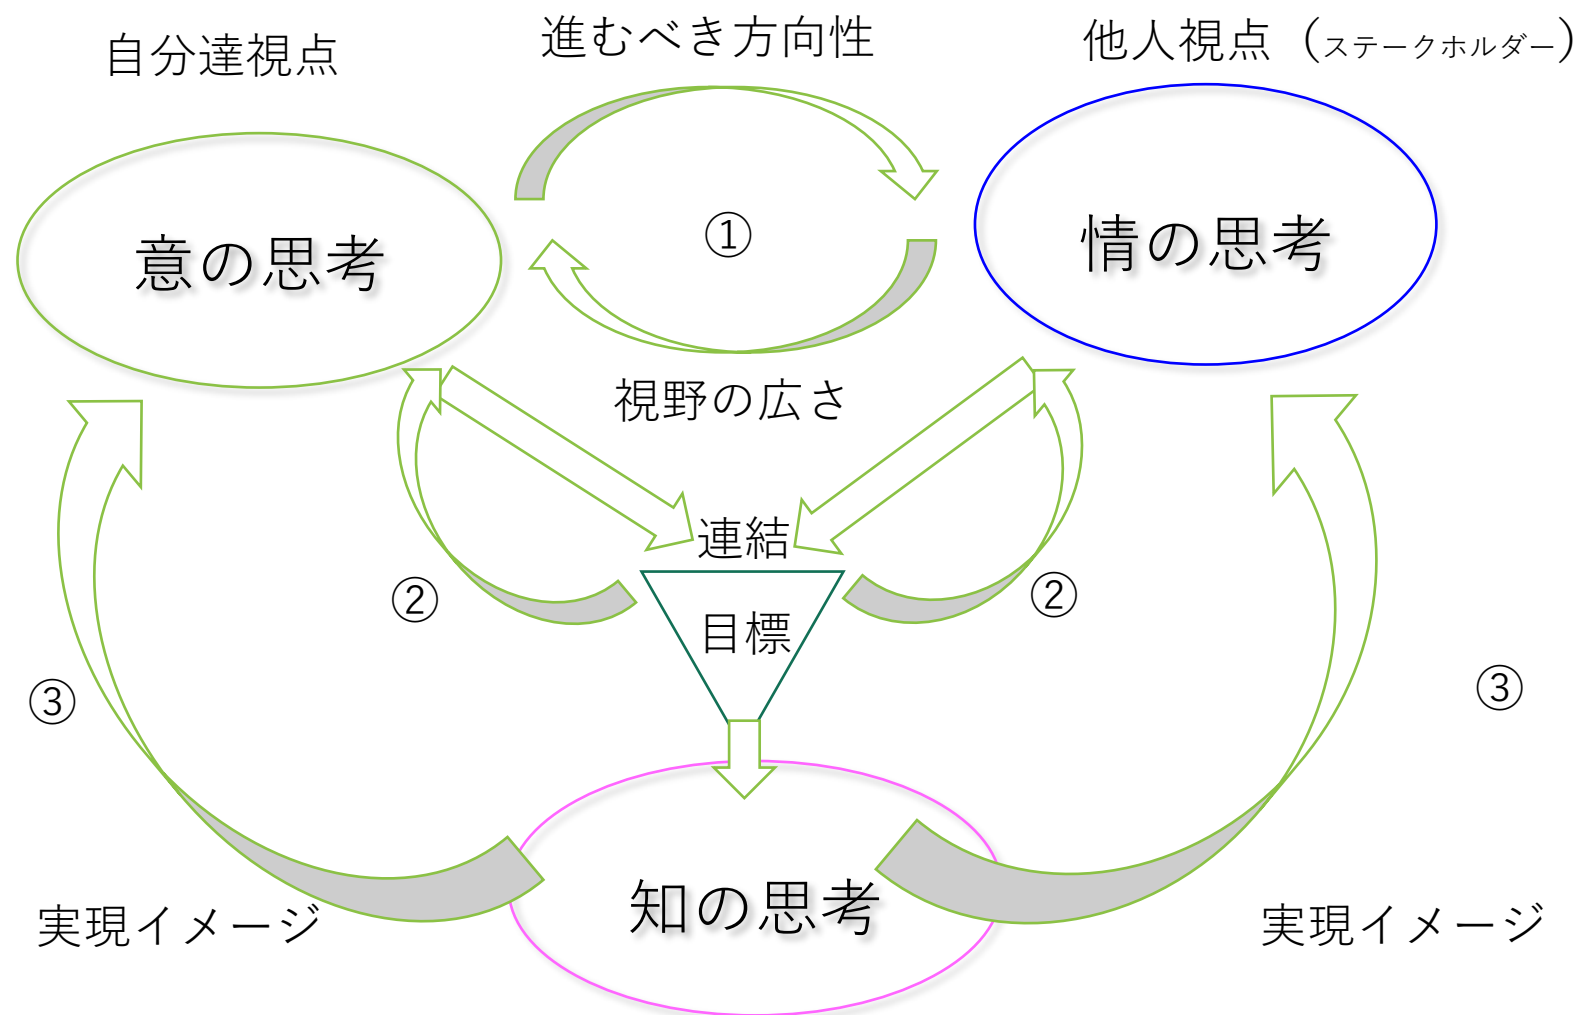 自分達視点
進むべき方向性
他人視点（ステークホルダー）
意の思考
①
情の思考
視野の広さ
連結
②
②
目標
③
③
知の思考
実現イメージ
実現イメージ